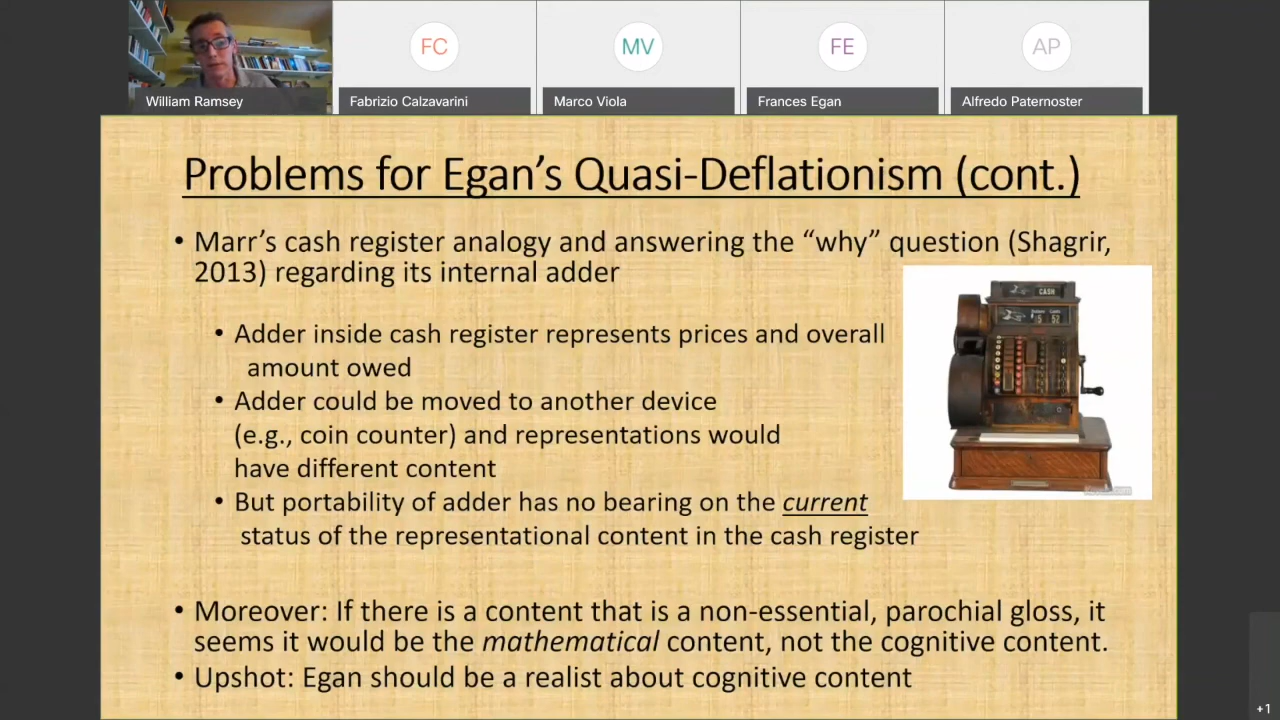 FC
MV
FE
AP
William Ramsey
Fabrizio Calzavarini
Marco Viola
Frances Egan
Alfredo Paternoster
Problems for Egan's Quasi-Deflationism (cont.)
• Marr's cash register analogy and answering the “why” question (Shagrir,
2013) regarding its internal adder
• Adder inside cash register represents prices and overall
amount owed
• Adder could be moved to another device
(e.g., coin counter) and representations would
have different content
• But portability of adder has no bearing on the current
status of the representational content in the cash register
CASH
• Moreover: If there is a content that is a non-essential, parochial gloss, it
seems it would be the mathematical content, not the cognitive content.
• Upshot: Egan should be a realist about cognitive content
+1